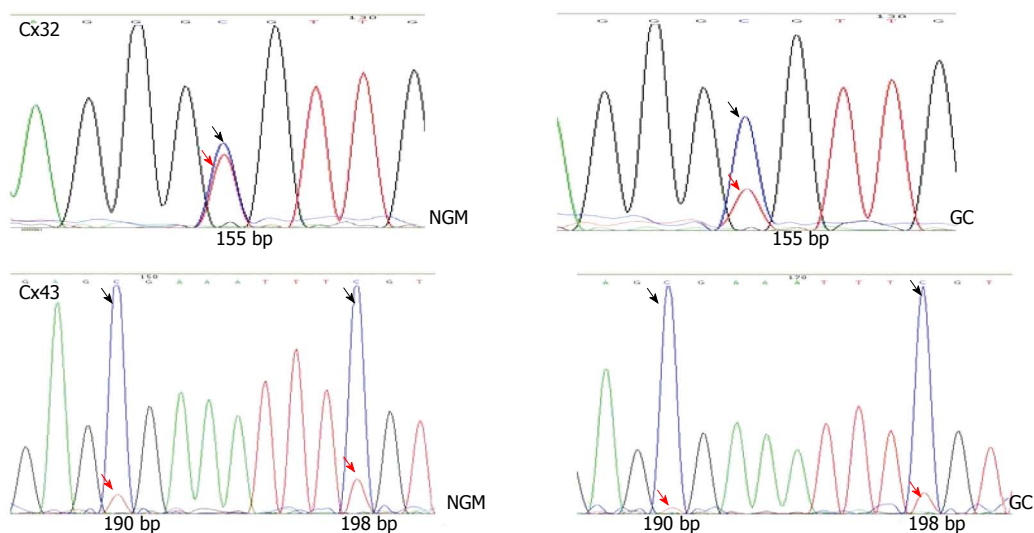 130
A G G G C G T T G
Cx32
NGM
155 bp
130
G G G C G T T G
GC
155 bp
150
G A G C G A A A T T T C G T
Cx43
NGM
190 bp 198 bp
170
A G C G A A A T T T C G T
GC
190 bp 198 bp